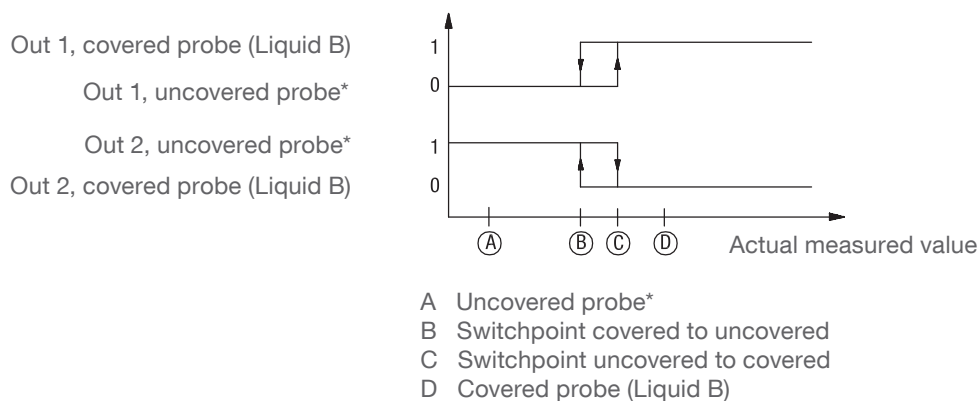 Out 1, covered probe (Liquid B)
1
0
Out 1, uncovered probe*
Out 2, uncovered probe*
1
0
Out 2, covered probe (Liquid B)
A B C D
Actual measured value
A Uncovered probe*
B Switchpoint covered to uncovered
C Switchpoint uncovered to covered
D Covered probe (Liquid B)